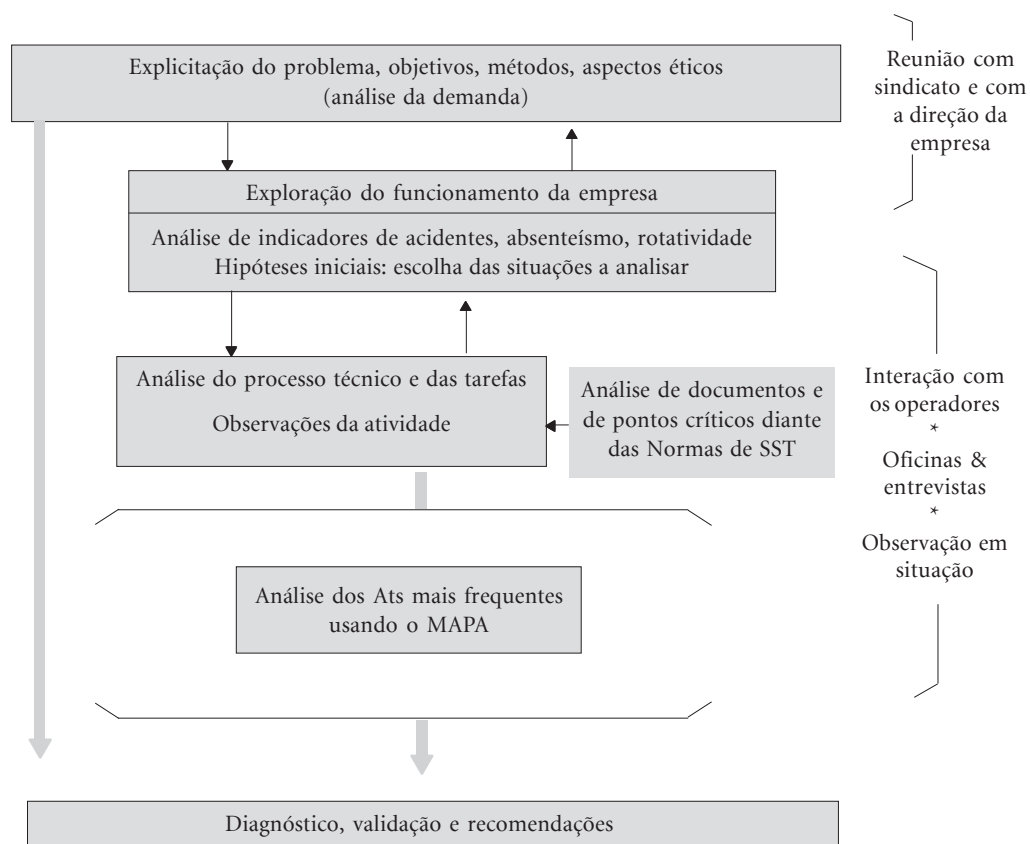 Explicitação do problema, objetivos, métodos, aspectos éticos
(análise da demanda)
Reunião com
sindicato e com
a direção da
empresa
Exploração do funcionamento da empresa
Análise de indicadores de acidentes, absenteísmo, rotatividade
Hipóteses iniciais: escolha das situações a analisar
Análise do processo técnico e das tarefas
Observações da atividade
Análise de documentos e
de pontos críticos diante
das Normas de SST
Interação com
os operadores
*
Oficinas &
entrevistas
*
Observação em
situação
Análise dos Ats mais frequentes
usando o MAPA
Diagnóstico, validação e recomendações